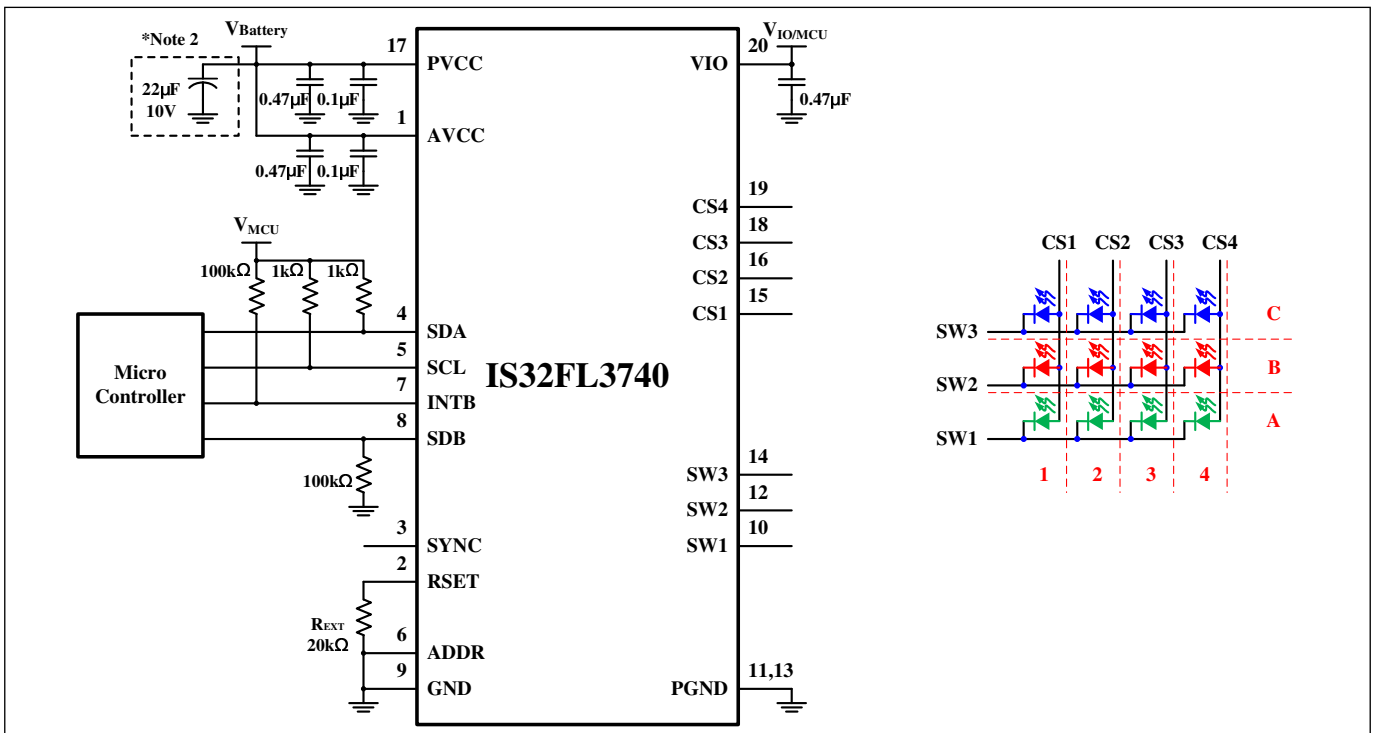 *Note 2
22µF
10V
VBattery
0.47µF
0.1µF
0.47µF
0.1µF
VMCU
100kΩ
1kΩ
1kΩ
Micro
Controller
100kΩ
REXT
20kΩ
17
PVCC
1
AVCC
4
SDA
5
SCL
7
INTB
8
SDB
3
SYNC
2
RSET
6
ADDR
9
GND
IS32FL3740
VIO/MCU
20
VIO
0.47µF
19
CS4
18
CS3
16
CS2
15
CS1
14
SW3
12
SW2
10
SW1
11,13
PGND
CS1 CS2 CS3 CS4
SW3
C
SW2
B
SW1
A
1 2 3 4